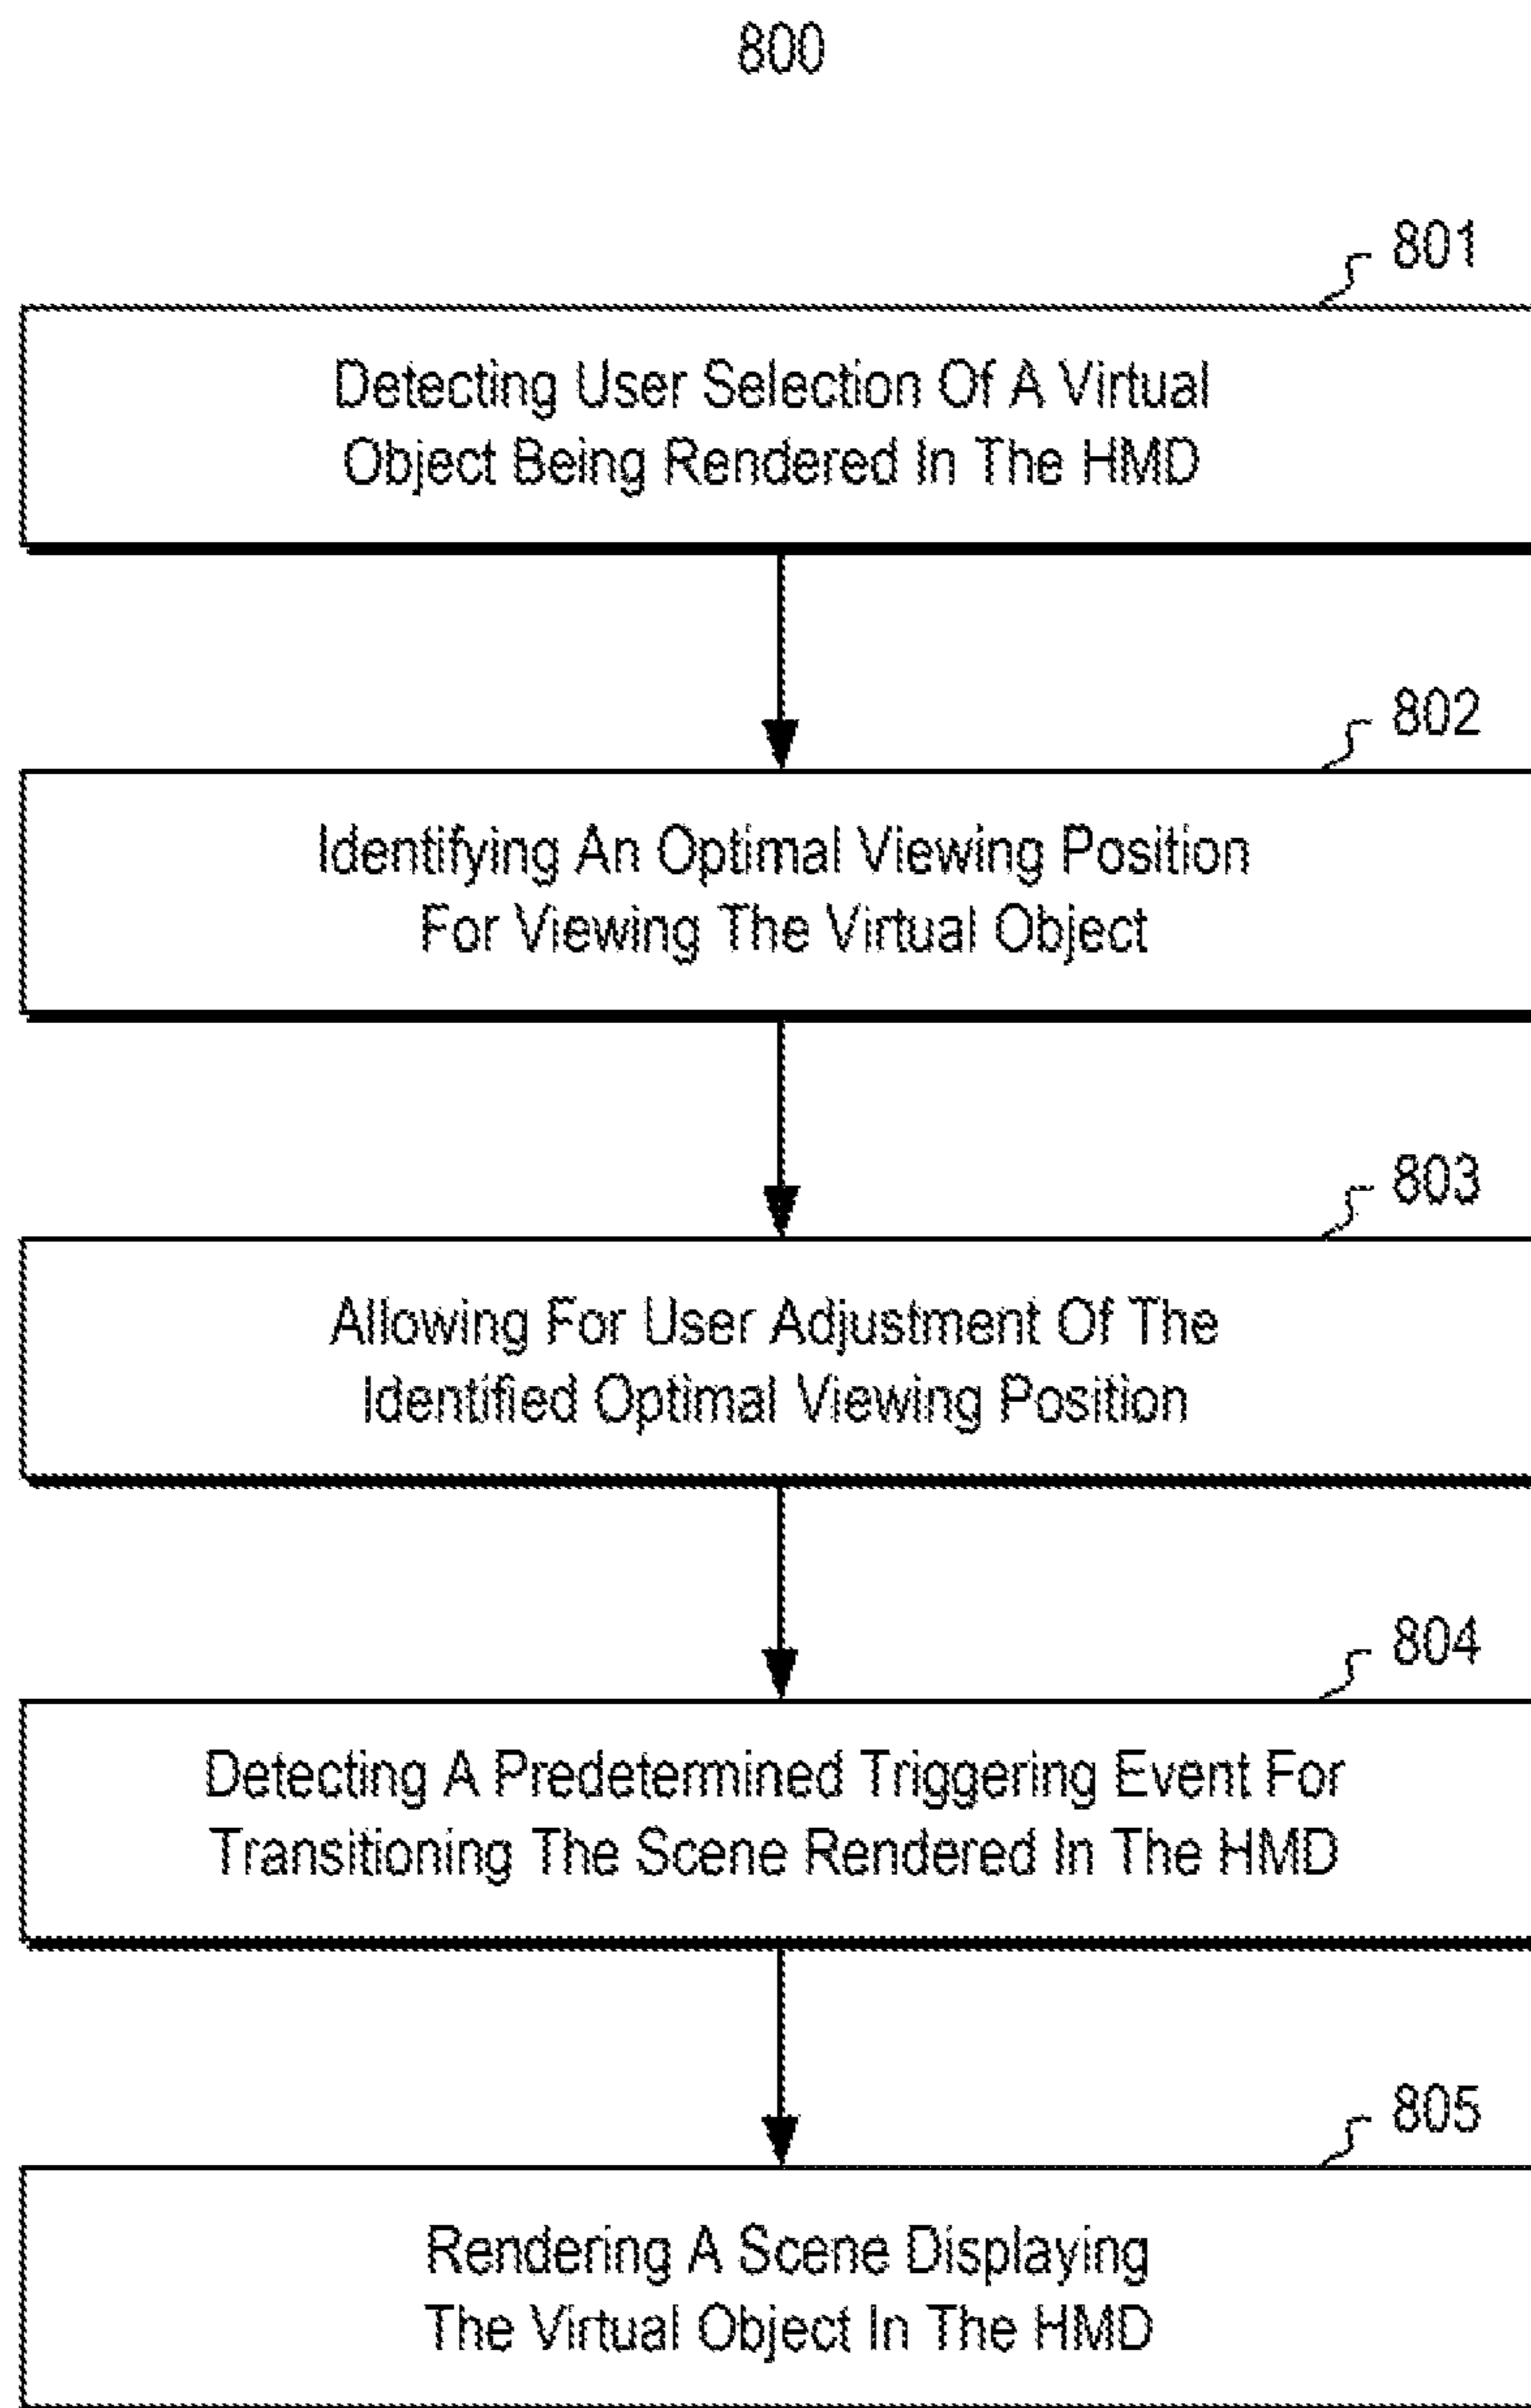 800
801
Detecting User Selection Of A Virtual
Object Being Rendered In The HMD
802
Identifying An Optimal Viewing Position
For Viewing The Virtual Object
803
Allowing For User Adjustment Of The
Identified Optimal Viewing Position
804
Detecting A Predetermined Triggering Event For
Transitioning The Scene Rendered In The HMD
805
Rendering A Scene Displaying
The Virtual Object In The HMD